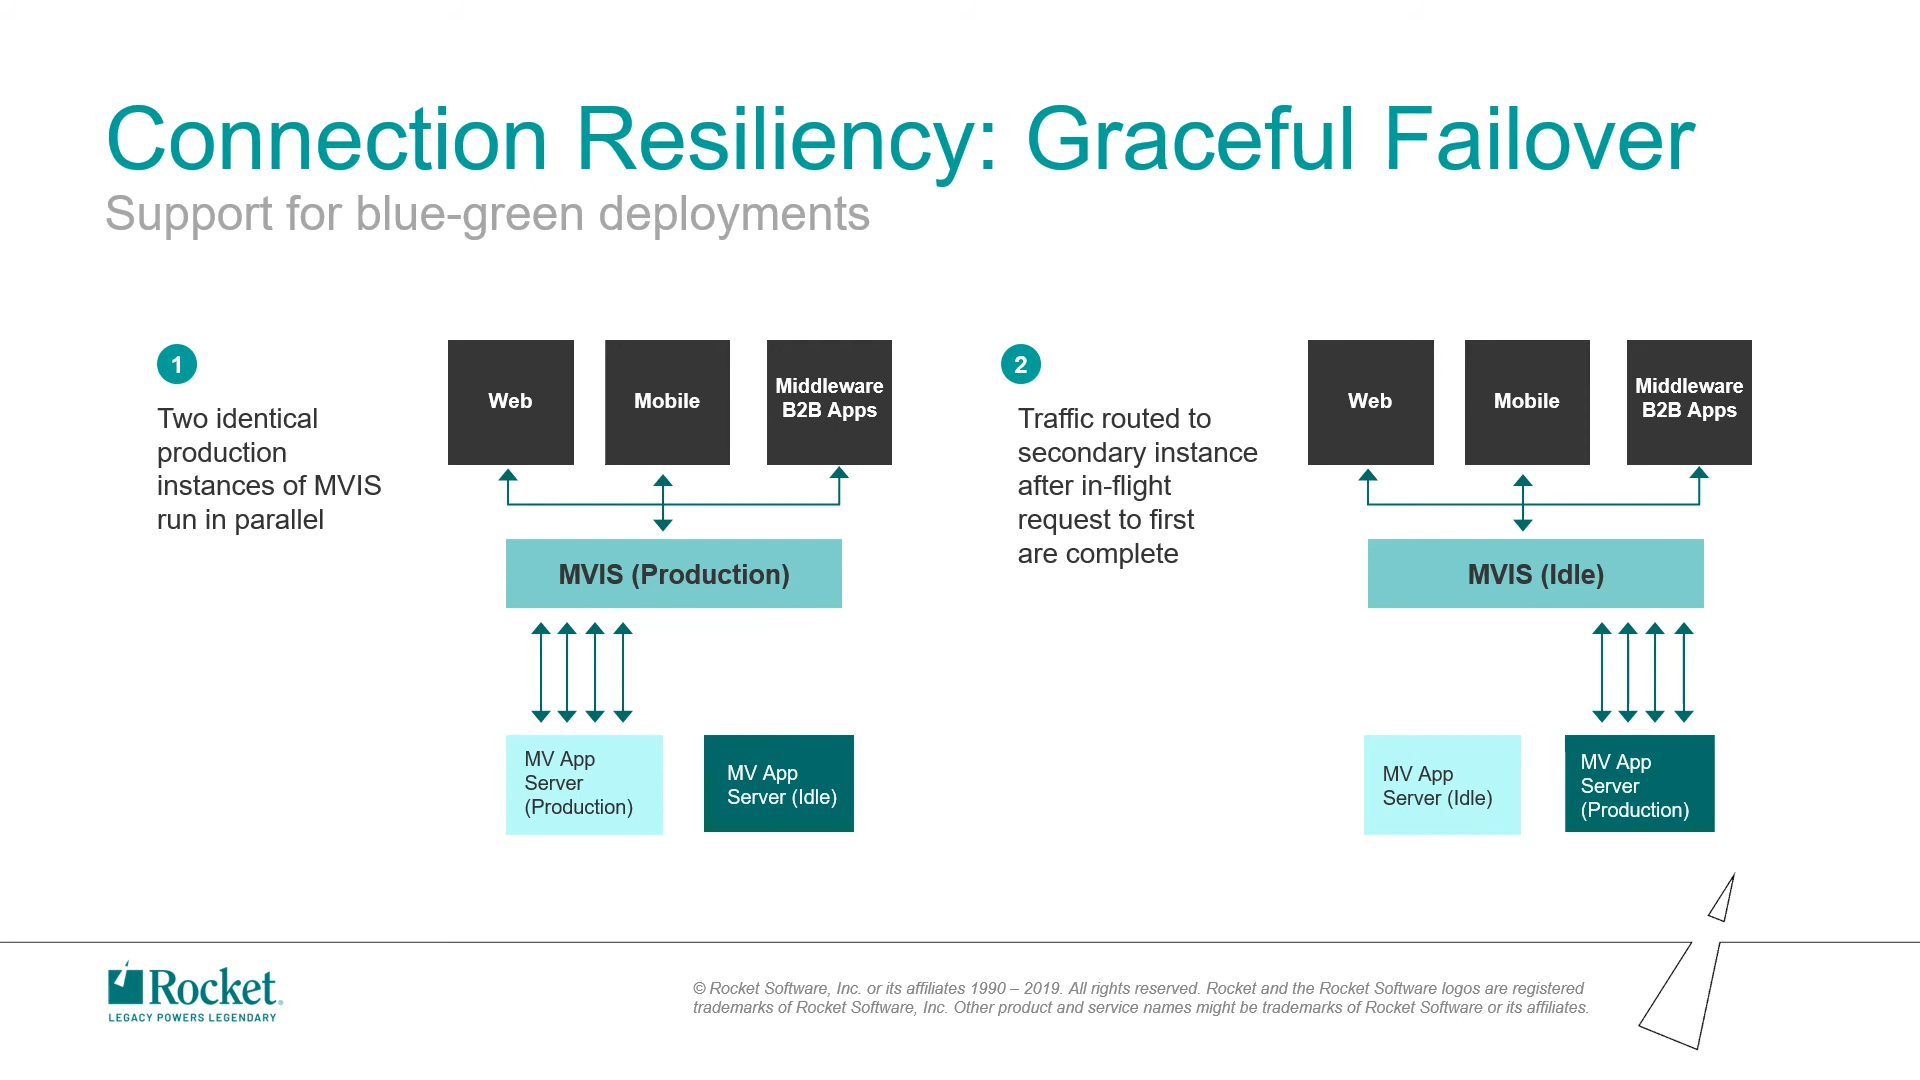 Connection Resiliency: Graceful Failover
Support for blue-green deployments
1
Two identical
production
instances of MVIS
run in parallel
Web
Mobile
Middleware
B2B Apps
MVIS (Production)
MV App
Server
(Production)
MV App
Server (Idle)
2
Traffic routed to
secondary instance
after in-flight
request to first
are complete
Web
Mobile
Middleware
B2B Apps
MVIS (Idle)
MV App
Server (Idle)
MV App
Server
(Production)
Rocket®
LEGACY POWERS LEGENDARY
© Rocket Software, Inc. or its affiliates 1990 – 2019. All rights reserved. Rocket and the Rocket Software logos are registered
trademarks of Rocket Software, Inc. Other product and service names might be trademarks of Rocket Software or its affiliates.